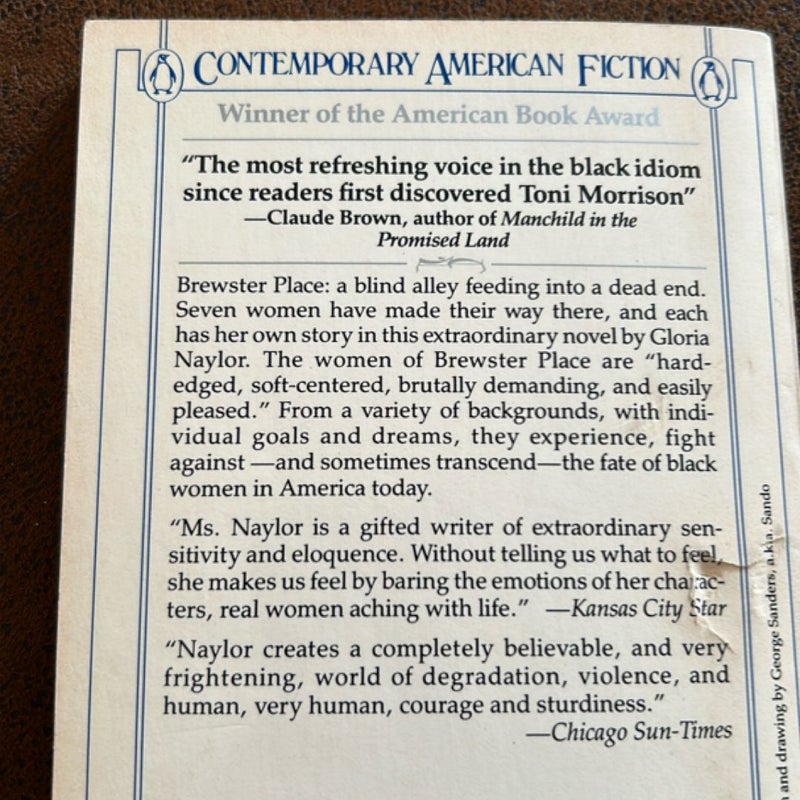 CONTEMPORARY AMERICAN FICTION
Winner of the American Book Award
“The most refreshing voice in the black idiom
since readers first discovered Toni Morrison”
—Claude Brown, author of Manchild in the
Promised Land
Brewster Place: a blind alley feeding into a dead end.
Seven women have made their way there, and each
has her own story in this extraordinary novel by Gloria
Naylor. The women of Brewster Place are “hard-
edged, soft-centered, brutally demanding, and easily
pleased.” From a variety of backgrounds, with indi-
vidual goals and dreams, they experience, fight
against —and sometimes transcend—the fate of black
women in America today.
“Ms. Naylor is a gifted writer of extraordinary sen-
sitivity and eloquence. Without telling us what to feel,
she makes us feel by baring the emotions of her charac-
ters, real women aching with life.” —Kansas City Star
“Naylor creates a completely believable, and very
frightening, world of degradation, violence, and
human, very human, courage and sturdiness.”
—Chicago Sun-Times
and drawing by George Sanders, a.k.a. Sando